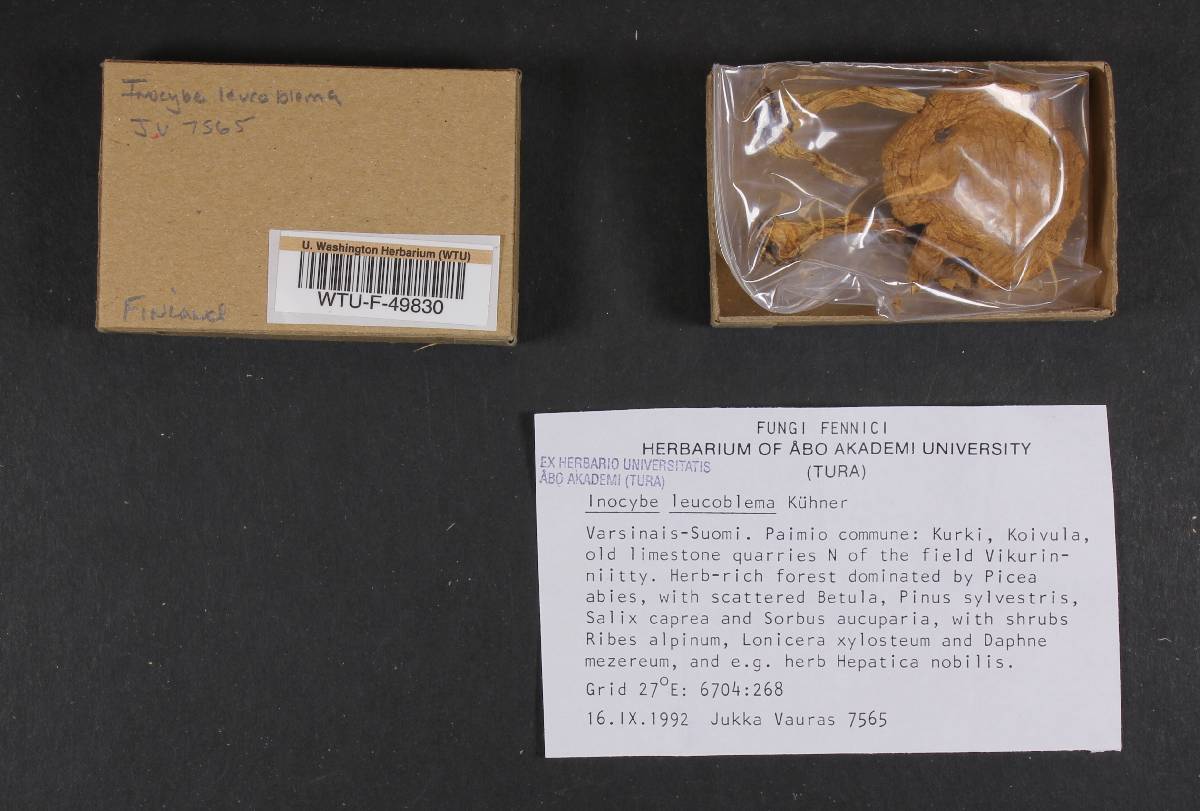 Inocybe leucoblema
JV 7565
U. Washington Herbarium (WTU)
WTU-F-49830
Finland
FUNGI FENNICI
HERBARIUM OF ÅBO AKADEMI UNIVERSITY
(TURA)
EX HERBARIO UNIVERSITATIS
ÅBO AKADEMI (TURA)
Inocybe leucoblema Kühner
Varsinais-Suomi. Paimio commune: Kurki, Koivula,
old limestone quarries N of the field Vikurin-
niitty. Herb-rich forest dominated by Picea
abies, with scattered Betula, Pinus sylvestris,
Salix caprea and Sorbus aucuparia, with shrubs
Ribes alpinum, Lonicera xylosteum and Daphne
mezereum, and e.g. herb Hepatica nobilis.
Grid 27°E: 6704:268
16.IX.1992 Jukka Vauras 7565